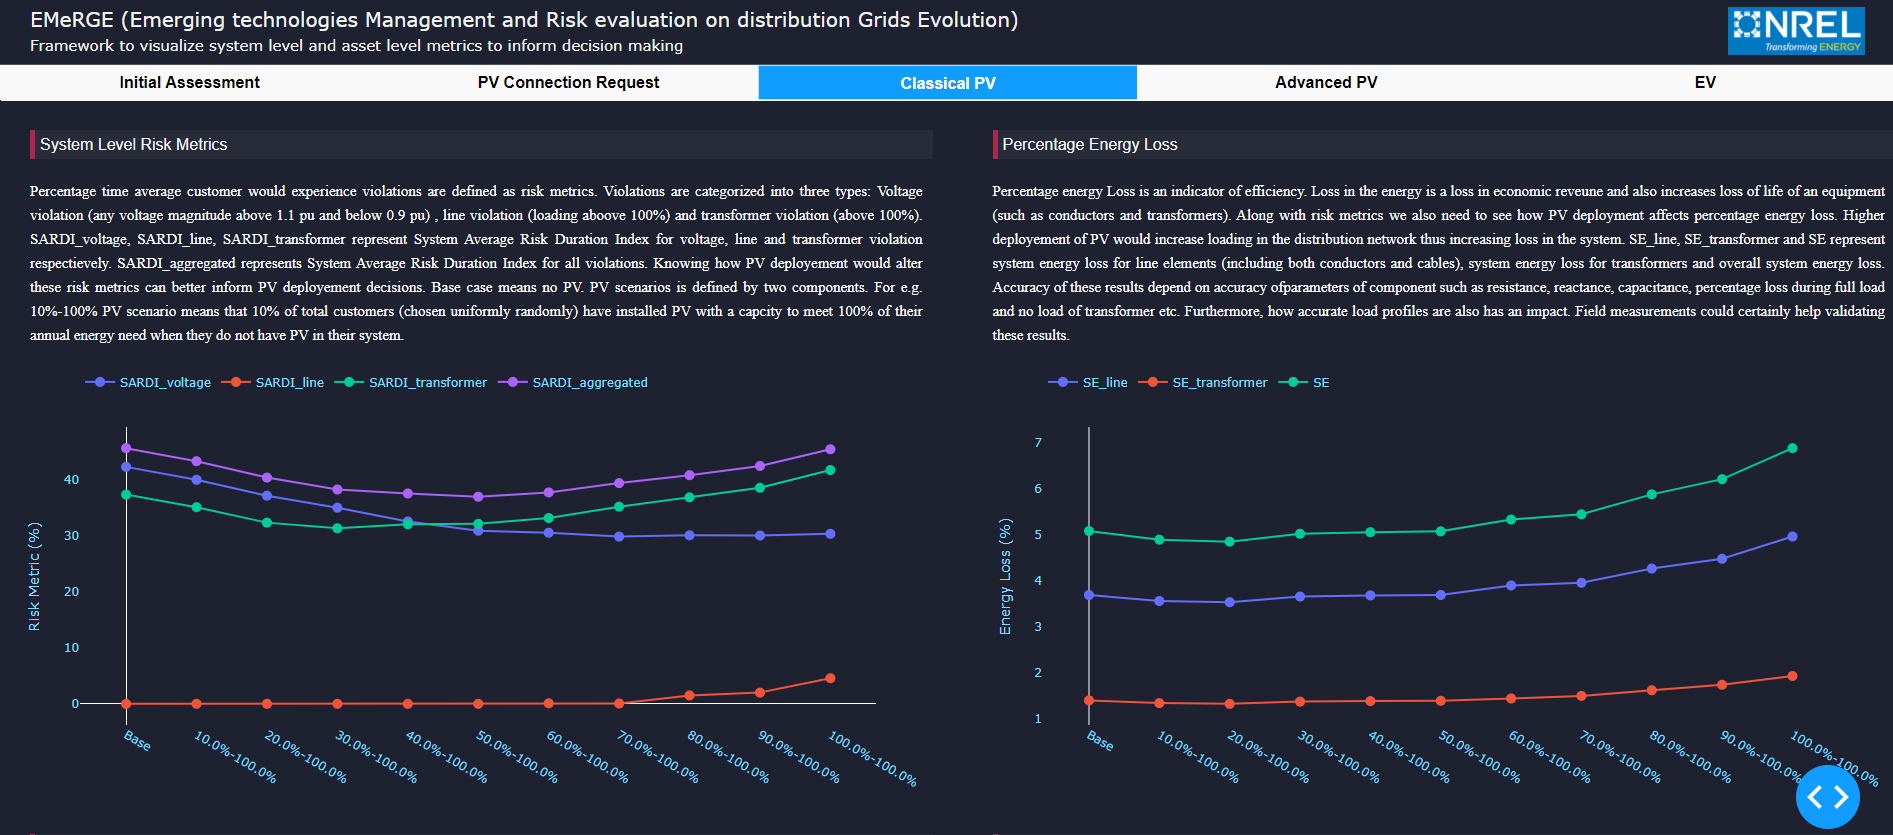 EMeRGE (Emerging technologies Management and Risk evaluation on distribution Grids Evolution)
Framework to visualize system level and asset level metrics to inform decision making
NREL
Transforming ENERGY
Initial Assessment
PV Connection Request
Classical PV
Advanced PV
EV
System Level Risk Metrics
Percentage time average customer would experience violations are defined as risk metrics. Violations are categorized into three types: Voltage
violation (any voltage magnitude above 1.1 pu and below 0.9 pu) , line violation (loading aboove 100%) and transformer violation (above 100%).
SARDI_voltage, SARDI_line, SARDI_transformer represent System Average Risk Duration Index for voltage, line and transformer violation
respectievely. SARDI_aggregated represents System Average Risk Duration Index for all violations. Knowing how PV deployement would alter
these risk metrics can better inform PV deployement decisions. Base case means no PV. PV scenarios is defined by two components. For e.g.
10%-100% PV scenario means that 10% of total customers (chosen uniformly randomly) have installed PV with a capcity to meet 100% of their
annual energy need when they do not have PV in their system.
SARDI_voltage
SARDI_line
SARDI_transformer
SARDI_aggregated
Risk Metric (%)
40
30
20
10
0
Base
10.0%-100.0%
20.0%-100.0%
30.0%-100.0%
40.0%-100.0%
50.0%-100.0%
60.0%-100.0%
70.0%-100.0%
80.0%-100.0%
90.0%-100.0%
100.0%-100.0%
Percentage Energy Loss
Percentage energy Loss is an indicator of efficiency. Loss in the energy is a loss in economic reveune and also increases loss of life of an equipment
(such as conductors and transformers). Along with risk metrics we also need to see how PV deployment affects percentage energy loss. Higher
deployement of PV would increase loading in the distribution network thus increasing loss in the system. SE_line, SE_transformer and SE represent
system energy loss for line elements (including both conductors and cables), system energy loss for transformers and overall system energy loss.
Accuracy of these results depend on accuracy ofparameters of component such as resistance, reactance, capacitance, percentage loss during full load
and no load of transformer etc. Furthermore, how accurate load profiles are also has an impact. Field measurements could certainly help validating
these results.
SE_line
SE_transformer
SE
Energy Loss (%)
7
6
5
4
3
2
1
Base
10.0%-100.0%
20.0%-100.0%
30.0%-100.0%
40.0%-100.0%
50.0%-100.0%
60.0%-100.0%
70.0%-100.0%
80.0%-100.0%
90.0%-100.0%
100.0%-100.0%